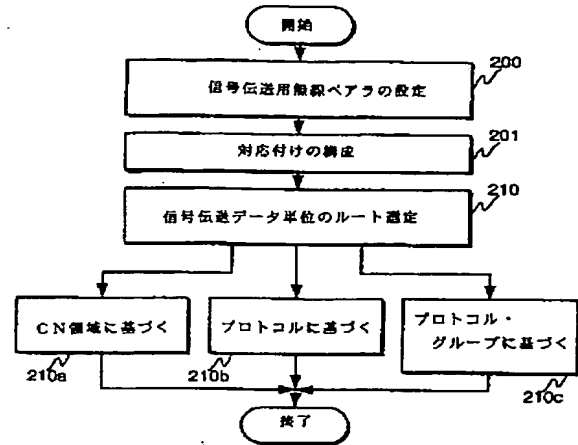 開始
200
信号伝送用無線ベアラの設定
201
対応付けの構成
210
信号伝送データ単位のルート選定
CN領域に基づく
プロトコルに基づく
プロトコル・
グループに基づく
210a
210b
210c
終了